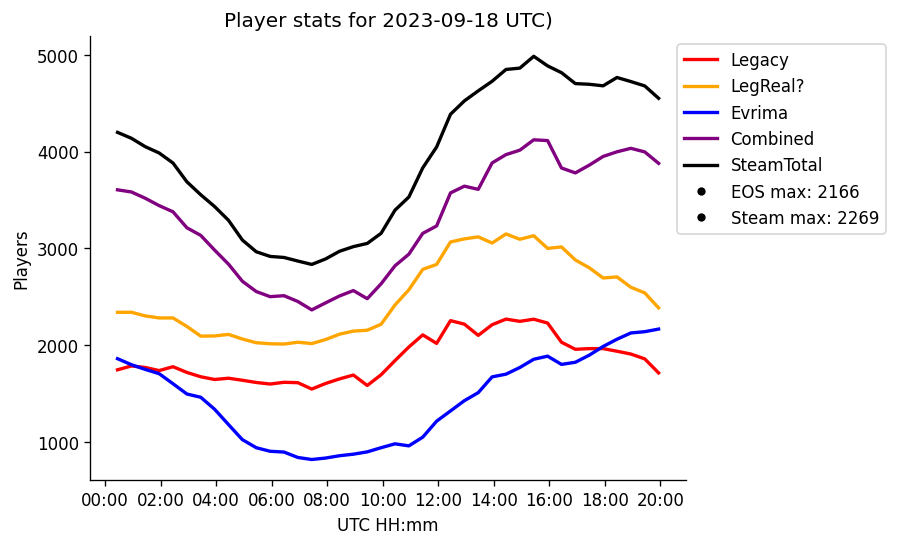 Player stats for 2023-09-18 UTC)
5000
4000
3000
2000
1000
Players
00:00 02:00 04:00 06:00 08:00 10:00 12:00 14:00 16:00 18:00 20:00
UTC HH:mm
Legacy
LegReal?
Evrima
Combined
SteamTotal
EOS max: 2166
Steam max: 2269